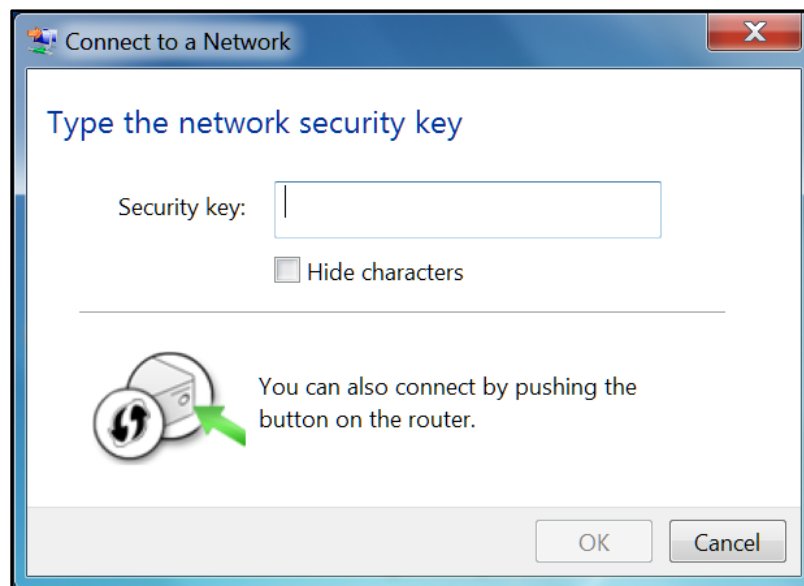 Connect to a Network
Type the network security key
Security key:
Hide characters
You can also connect by pushing the
button on the router.
OK Cancel